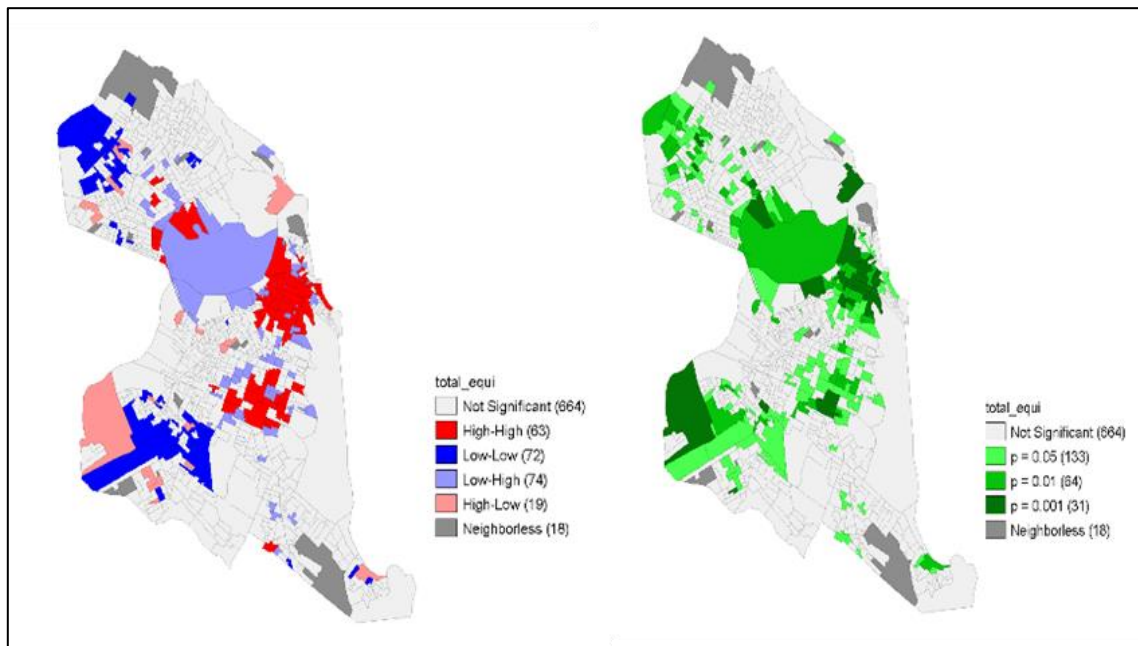 total_equi
Not Significant (664)
High-High (63)
Low-Low (72)
Low-High (74)
High-Low (19)
Neighborless (18)
total_equi
Not Significant (664)
p = 0.05 (133)
p = 0.01 (64)
p = 0.001 (31)
Neighborless (18)